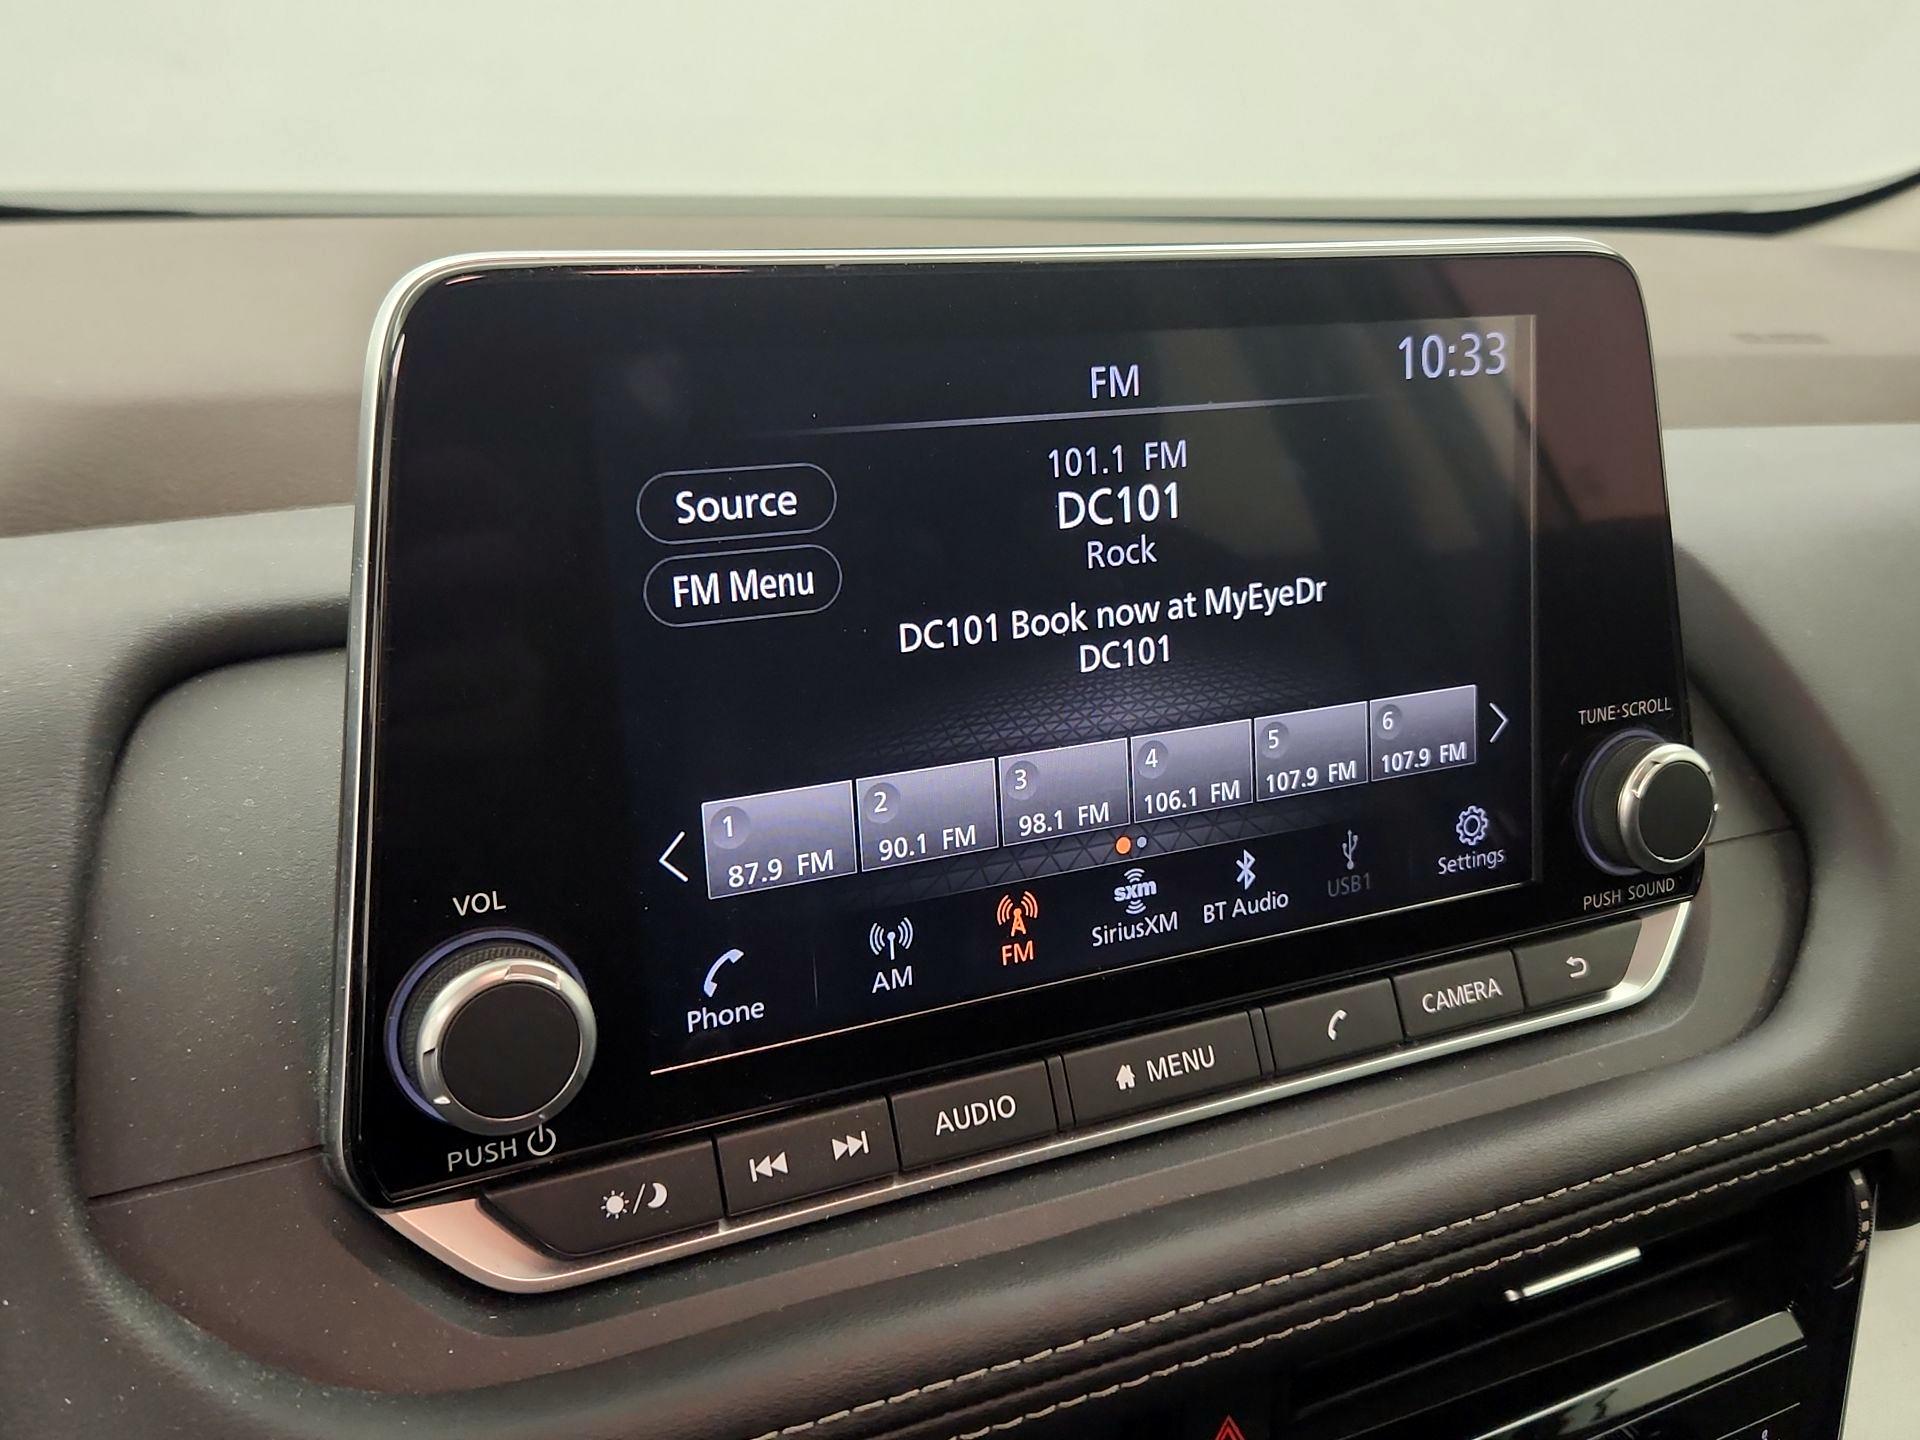 10:33
FM
101.1 FM
DC101
Rock
Source
FM Menu
DC101 Book now at MyEyeDr
DC101
1
87.9 FM
2
90.1 FM
3
98.1 FM
4
106.1 FM
5
107.9 FM
6
107.9 FM
Phone
AM
FM
sxm
SiriusXM
BT Audio
USB1
Settings
VOL
PUSH
TUNE·SCROLL
PUSH SOUND
AUDIO
MENU
CAMERA